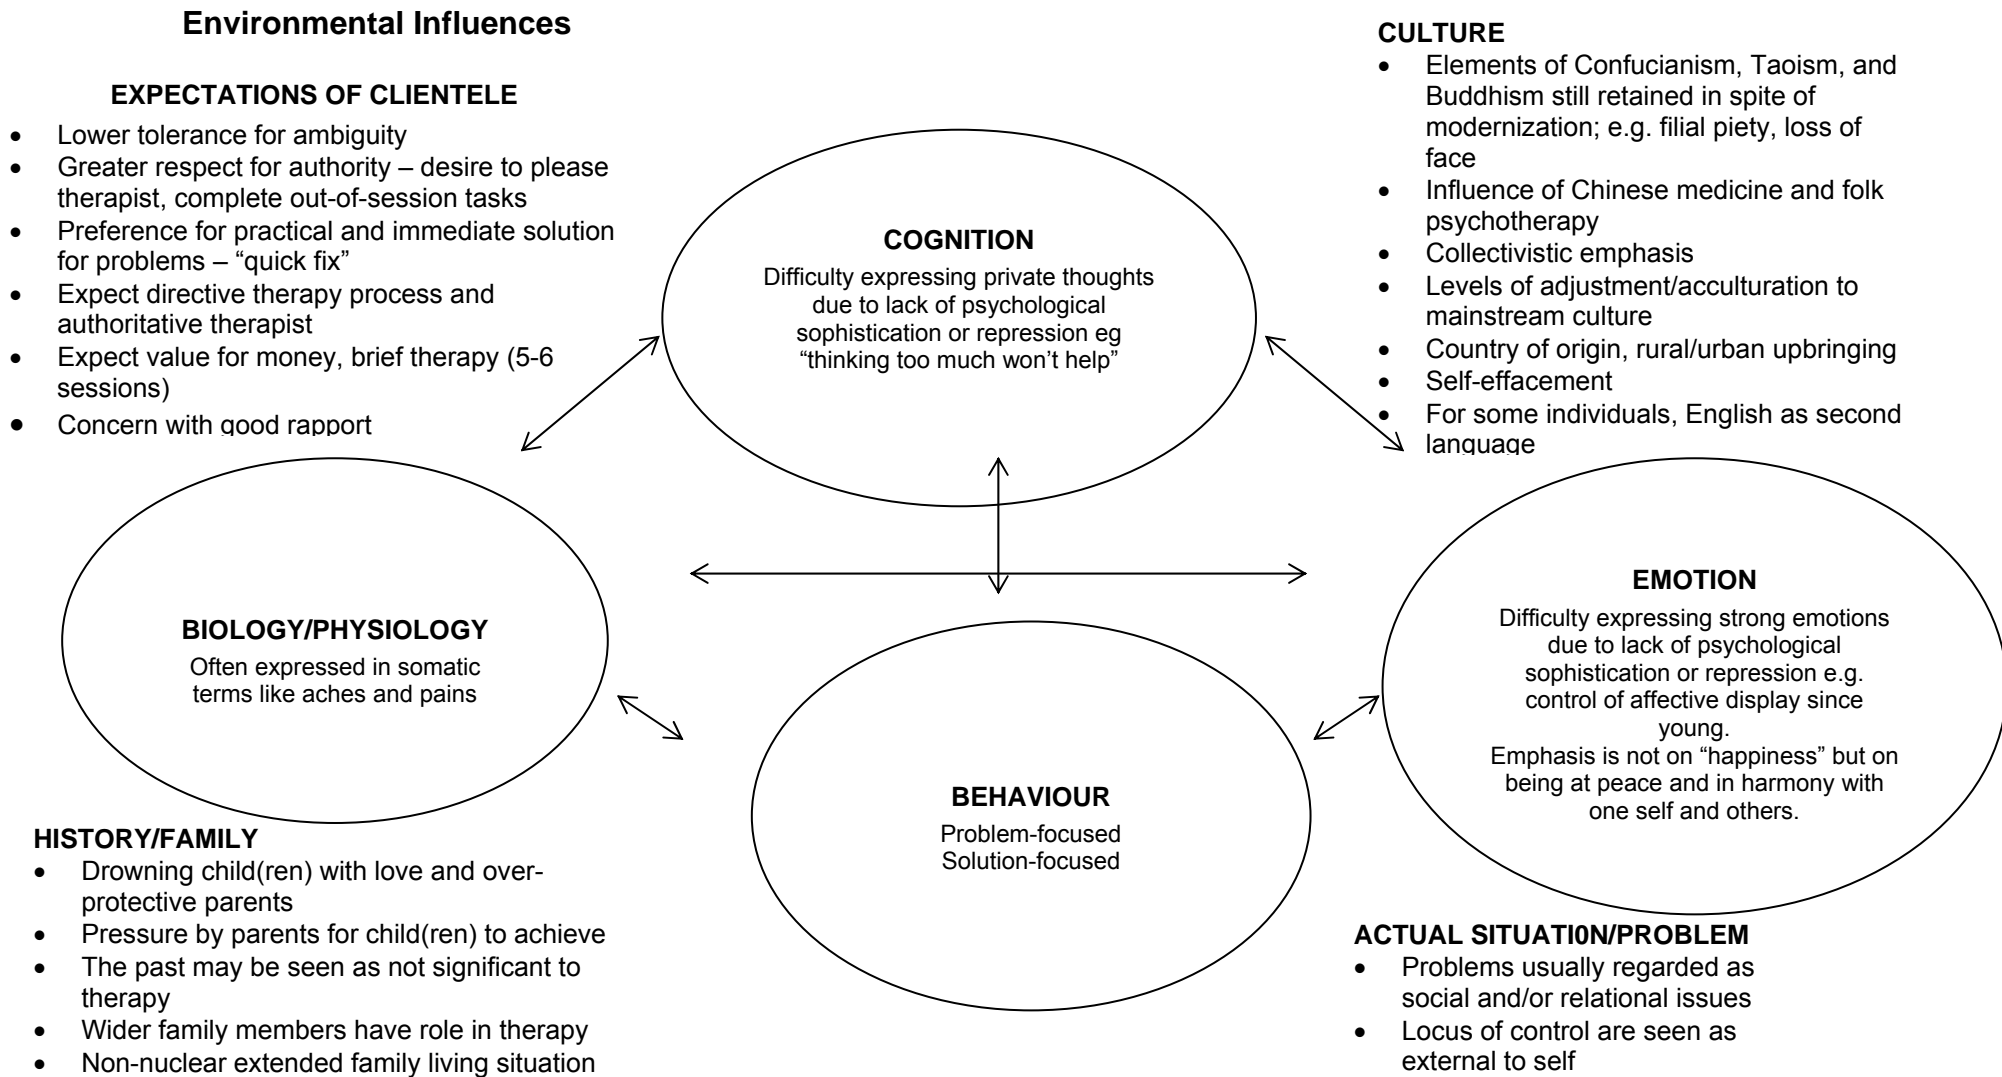 Environmental Influences
EXPECTATIONS OF CLIENTELE
• Lower tolerance for ambiguity
• Greater respect for authority – desire to please
therapist, complete out-of-session tasks
• Preference for practical and immediate solution
for problems – “quick fix”
• Expect directive therapy process and
authoritative therapist
• Expect value for money, brief therapy (5-6
sessions)
• Concern with good rapport
CULTURE
• Elements of Confucianism, Taoism, and
Buddhism still retained in spite of
modernization; e.g. filial piety, loss of
face
• Influence of Chinese medicine and folk
psychotherapy
• Collectivistic emphasis
• Levels of adjustment/acculturation to
mainstream culture
• Country of origin, rural/urban upbringing
• Self-effacement
• For some individuals, English as second
language
COGNITION
Difficulty expressing private thoughts
due to lack of psychological
sophistication or repression eg
“thinking too much won’t help”
BIOLOGY/PHYSIOLOGY
Often expressed in somatic
terms like aches and pains
EMOTION
Difficulty expressing strong emotions
due to lack of psychological
sophistication or repression e.g.
control of affective display since
young.
Emphasis is not on “happiness” but on
being at peace and in harmony with
one self and others.
BEHAVIOUR
Problem-focused
Solution-focused
HISTORY/FAMILY
• Drowning child(ren) with love and over-
protective parents
• Pressure by parents for child(ren) to achieve
• The past may be seen as not significant to
therapy
• Wider family members have role in therapy
• Non-nuclear extended family living situation
ACTUAL SITUATI0N/PROBLEM
• Problems usually regarded as
social and/or relational issues
• Locus of control are seen as
external to self